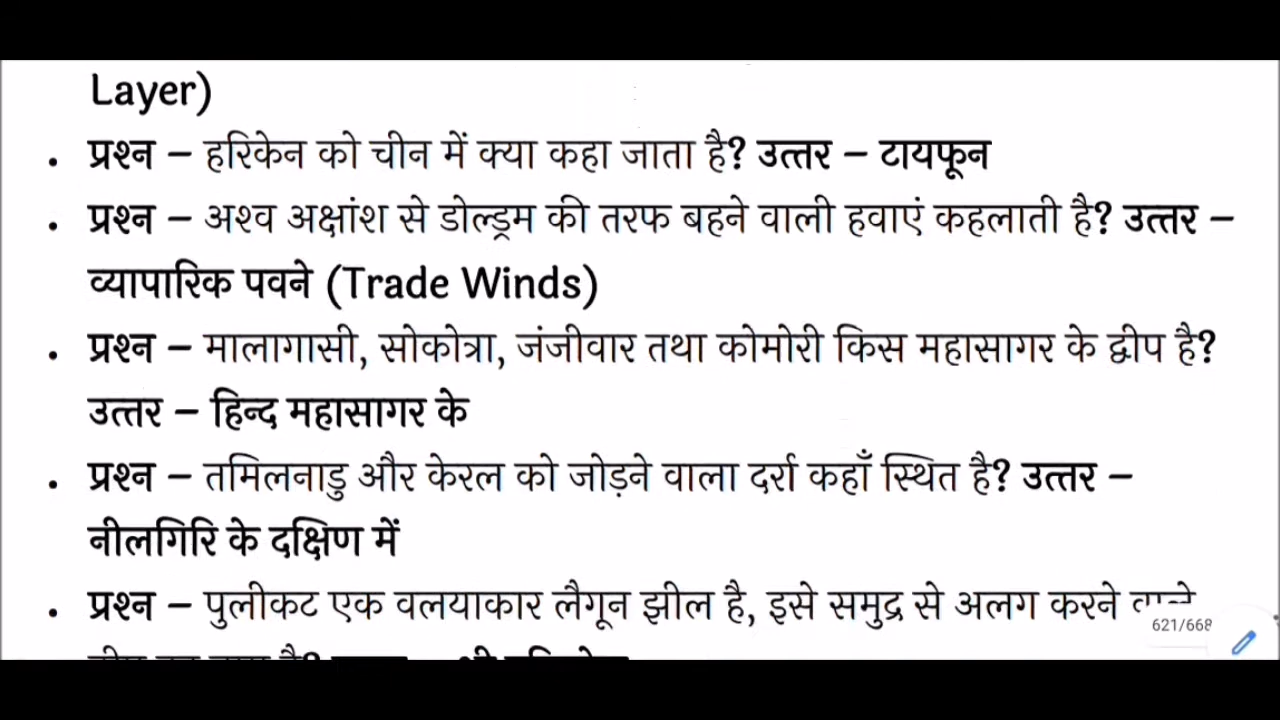 Layer)
• प्रश्न – हरिकेन को चीन में क्या कहा जाता है? उत्तर – टायफून
• प्रश्न – अश्व अक्षांश से डोल्ड्रम की तरफ बहने वाली हवाएं कहलाती है? उत्तर –
व्यापारिक पवने (Trade Winds)
• प्रश्न – मालागासी, सोकोत्रा, जंजीवार तथा कोमोरी किस महासागर के द्वीप है?
उत्तर – हिन्द महासागर के
• प्रश्न – तमिलनाडु और केरल को जोड़ने वाला दर्रा कहाँ स्थित है? उत्तर –
नीलगिरि के दक्षिण में
• प्रश्न – पुलीकट एक वलयाकार लैगून झील है, इसे समुद्र से अलग करने
621/668